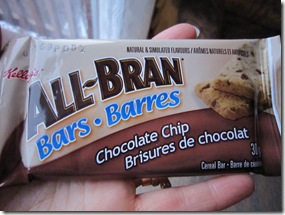 NATURAL & SIMULATED FLAVOURS / ARÔMES NATURELS ET
Kellogg's
ALL-BRAN
Bars • Barres
Chocolate Chip
Brisures de chocolat
Cereal Bar - Barre de